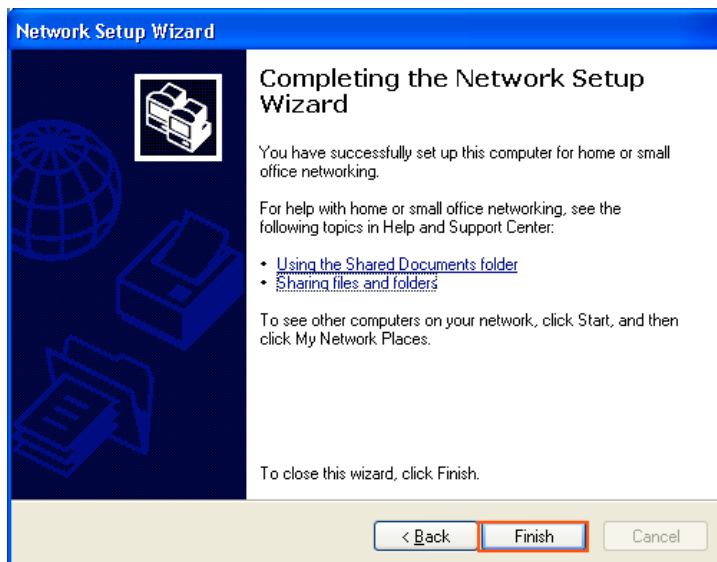 Network Setup Wizard
Completing the Network Setup
Wizard
You have successfully set up this computer for home or small
office networking.
For help with home or small office networking, see the
following topics in Help and Support Center:
• Using the Shared Documents folder
• Sharing files and folders
To see other computers on your network, click Start, and then
click My Network Places.
To close this wizard, click Finish.
< Back Finish Cancel